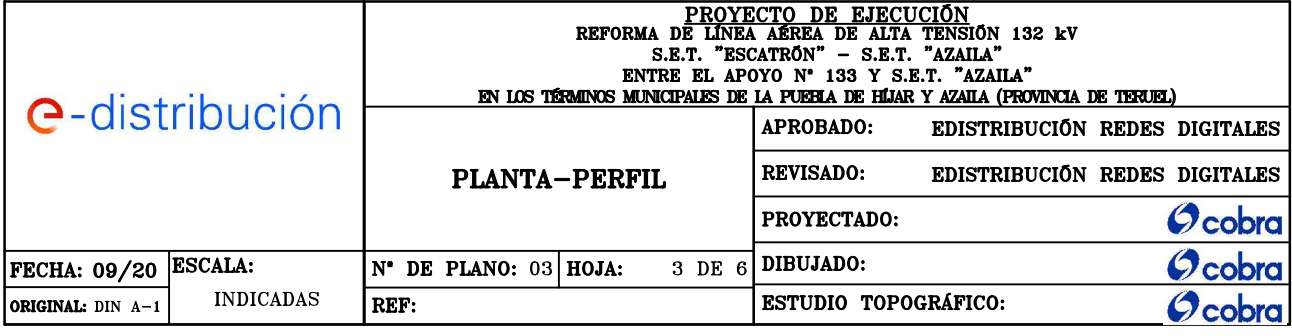 PROYECTO DE EJECUCIÓN
REFORMA DE LÍNEA AÉREA DE ALTA TENSIÓN 132 kV
S.E.T. "ESCATRÓN" - S.E.T. "AZAILA"
ENTRE EL APOYO Nº 133 Y S.E.T. "AZAILA"
EN LOS TÉRMINOS MUNICIPALES DE LA PUEBLA DE HÍJAR Y AZAILA (PROVINCIA DE TERUEL)
e-distribución
PLANTA-PERFIL
APROBADO: EDISTRIBUCIÓN REDES DIGITALES
REVISADO: EDISTRIBUCIÓN REDES DIGITALES
PROYECTADO: cobra
FECHA: 09/20 ESCALA: Nº DE PLANO: 03 HOJA: 3 DE 6 DIBUJADO: cobra
ORIGINAL: DIN A-1 INDICADAS REF: ESTUDIO TOPOGRÁFICO: cobra